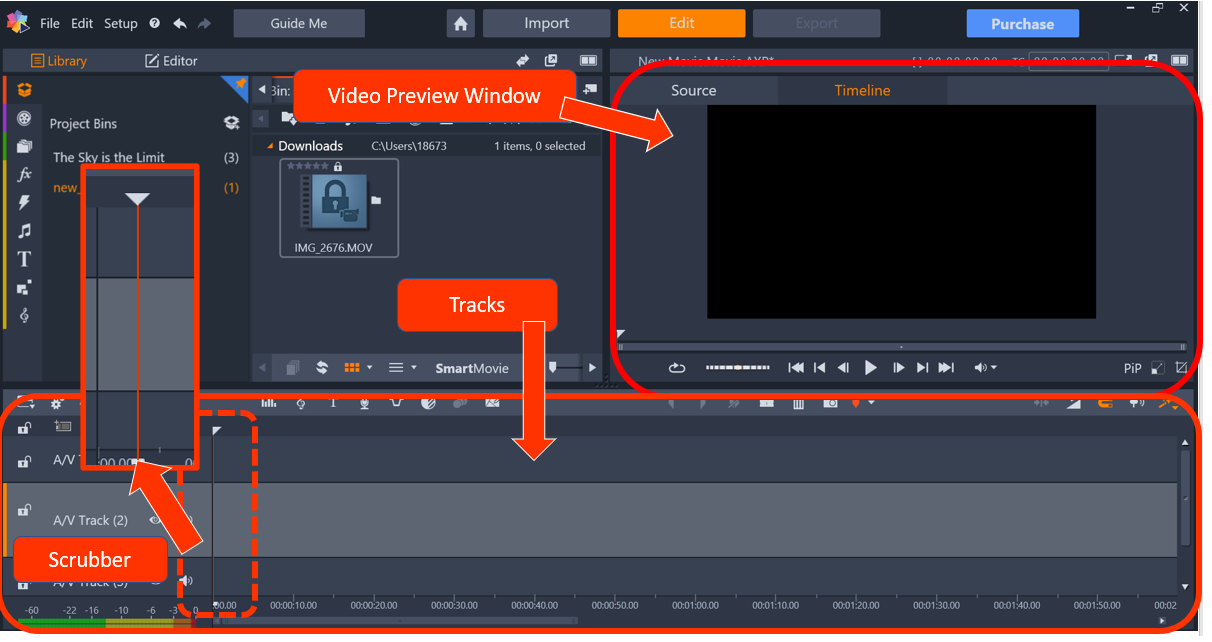 File Edit Setup Guide Me Import Edit Export Purchase
Library Editor New Movie Movie AXP*
Bin:
Video Preview Window
Source Timeline
Project Bins
Downloads C:\Users\18673 1 items, 0 selected
The Sky is the Limit (3)
new_ (1)
fx
T
IMG_2676.MOV
Tracks
SmartMovie
PiP
A/V
:00.00
A/V Track (2)
Scrubber
A/V Track (3)
-60 -22 -16 -10 -6 -3 0
:00.00 00:00:10.00 00:00:20.00 00:00:30.00 00:00:40.00 00:00:50.00 00:01:00.00 00:01:10.00 00:01:20.00 00:01:30.00 00:01:40.00 00:01:50.00 00:02